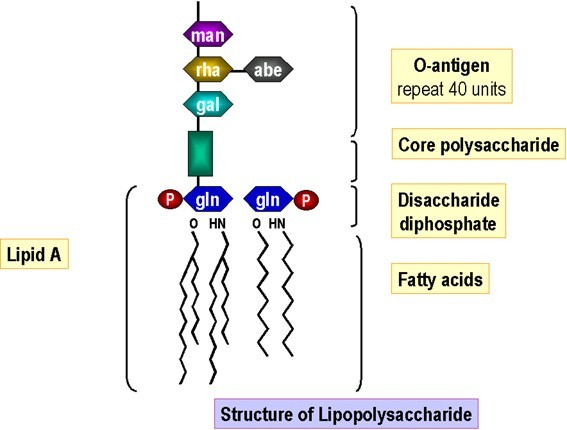 man
rha
abe
gal
O-antigen
repeat 40 units
Core polysaccharide
P
gln
gln
P
Disaccharide
diphosphate
O HN
O HN
Lipid A
Fatty acids
Structure of Lipopolysaccharide